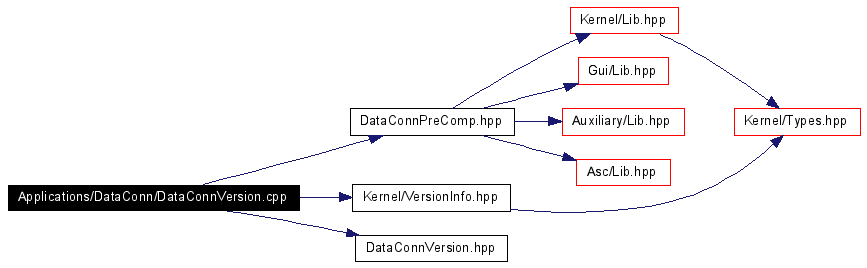 Kernel/Lib.hpp
Gui/Lib.hpp
DataConnPreComp.hpp
Auxiliary/Lib.hpp
Kernel/Types.hpp
Asc/Lib.hpp
Applications/DataConn/DataConnVersion.cpp
Kernel/VersionInfo.hpp
DataConnVersion.hpp